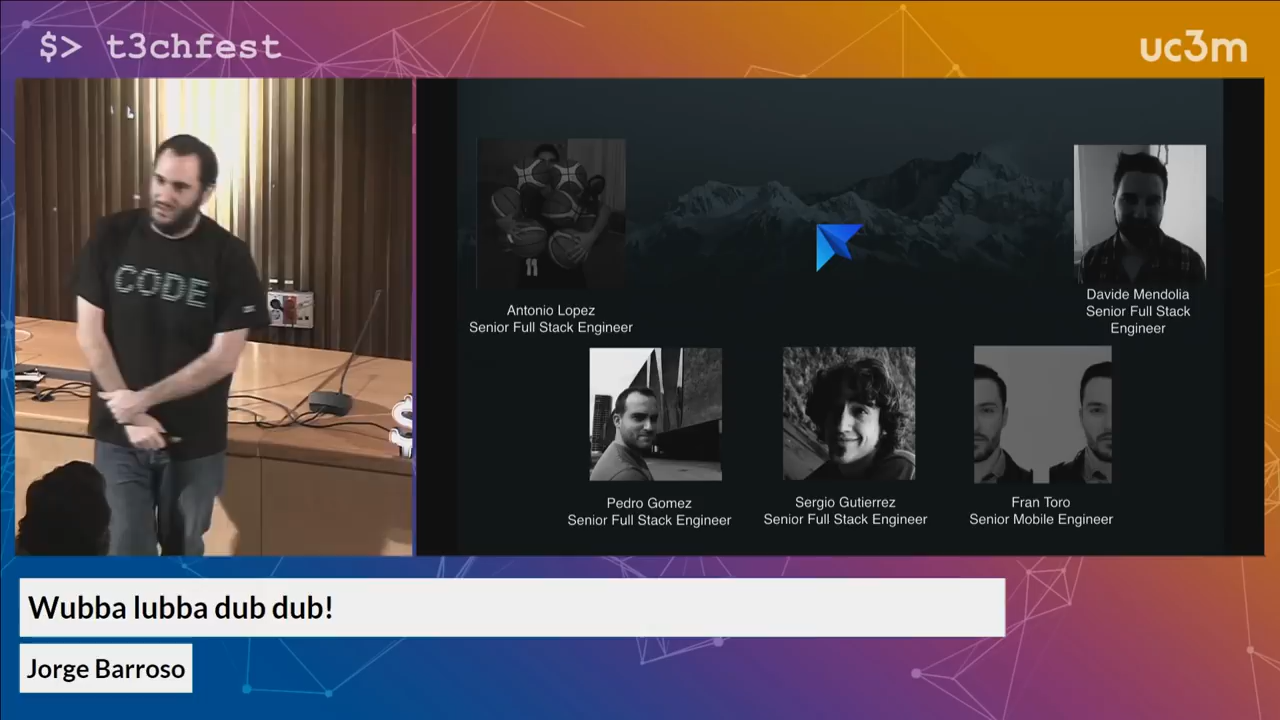 $> t3chfest
uc3m
CODE
Antonio Lopez
Senior Full Stack Engineer
11
Davide Mendolia
Senior Full Stack
Engineer
Pedro Gomez
Senior Full Stack Engineer
Sergio Gutierrez
Senior Full Stack Engineer
Fran Toro
Senior Mobile Engineer
$
Wubba lubba dub dub!
Jorge Barroso